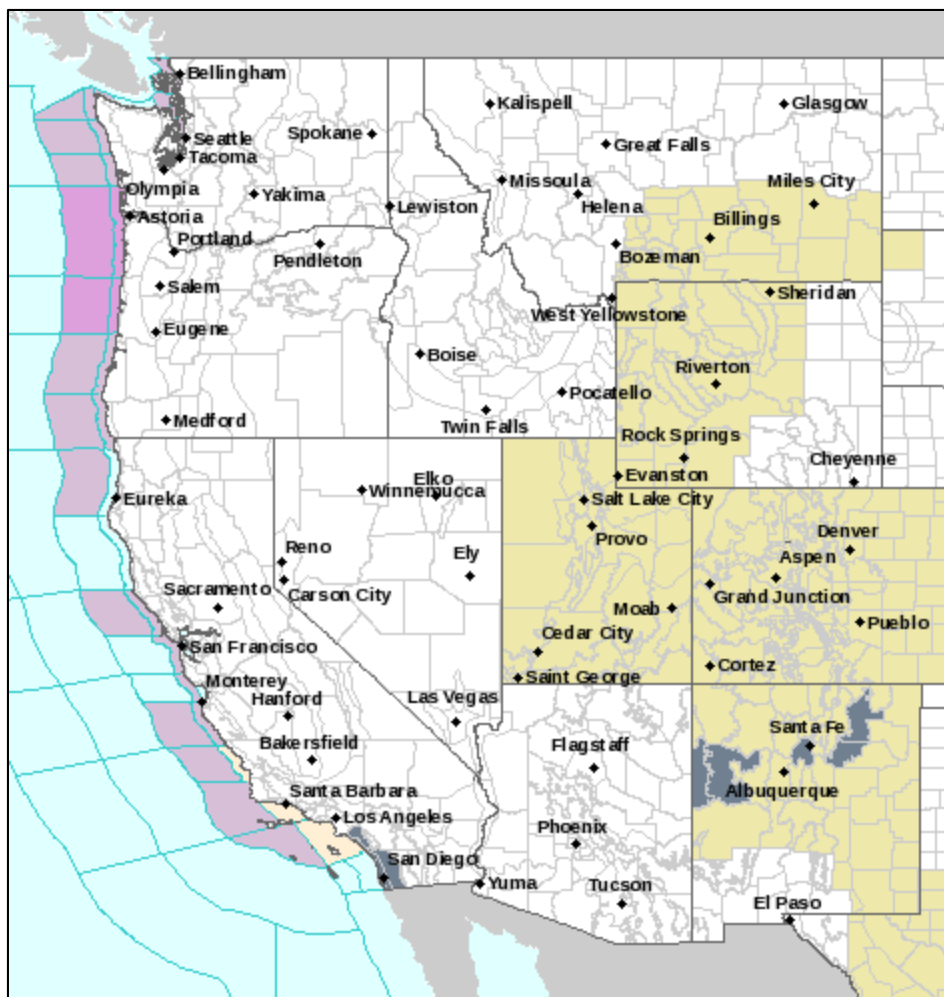 Bellingham
Kalispell
Glasgow
Seattle
Spokane
Great Falls
Tacoma
Missoula
Miles City
Olympia
Yakima
Lewiston
Helena
Astoria
Billings
Portland
Pendleton
Bozeman
Salem
Sheridan
West Yellowstone
Eugene
Boise
Riverton
Pocatello
Medford
Twin Falls
Rock Springs
Cheyenne
Elko
Evanston
Eureka
Winnemucca
Salt Lake City
Denver
Provo
Reno
Ely
Aspen
Sacramento
Carson City
Grand Junction
Moab
Pueblo
Cedar City
San Francisco
Cortez
Saint George
Monterey
Hanford
Las Vegas
Santa Fe
Bakersfield
Flagstaff
Santa Barbara
Albuquerque
Los Angeles
Phoenix
San Diego
Yuma
Tucson
El Paso